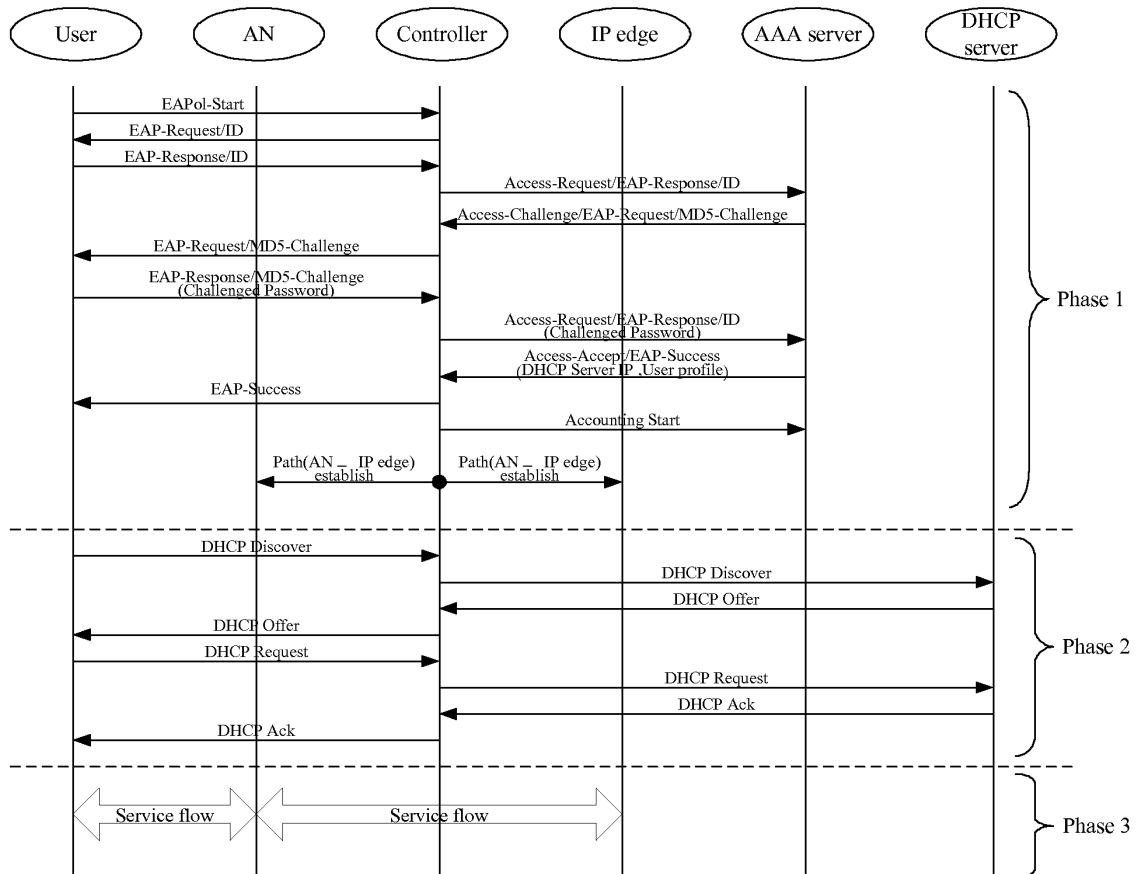 User
AN
Controller
IP edge
AAA server
DHCP
server
EAPol-Start
EAP-Request/ID
EAP-Response/ID
Access-Request/EAP-Response/ID
Access-Challenge/EAP-Request/MD5-Challenge
EAP-Request/MD5-Challenge
EAP-Response/MD5-Challenge
(Challenged Password)
Phase 1
Access-Request/EAP-Response/ID
(Challenged Password)
Access-Accept/EAP-Success
(DHCP Server IP ,User profile)
EAP-Success
Accounting Start
Path(AN – IP edge)
establish
Path(AN – IP edge)
establish
DHCP Discover
DHCP Discover
DHCP Offer
DHCP Offer
DHCP Request
Phase 2
DHCP Request
DHCP Ack
DHCP Ack
Service flow
Service flow
Phase 3